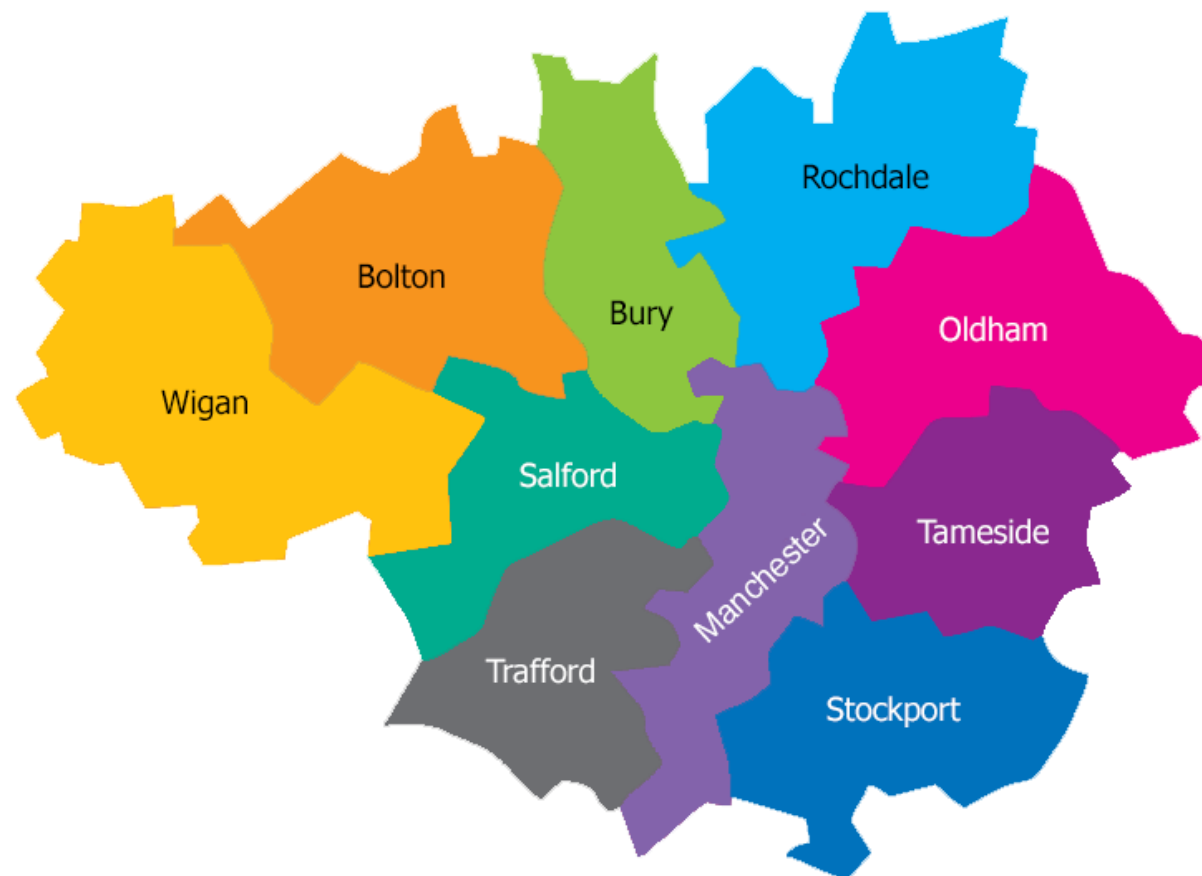 Rochdale
Bolton
Bury
Oldham
Wigan
Salford
Tameside
Manchester
Trafford
Stockport